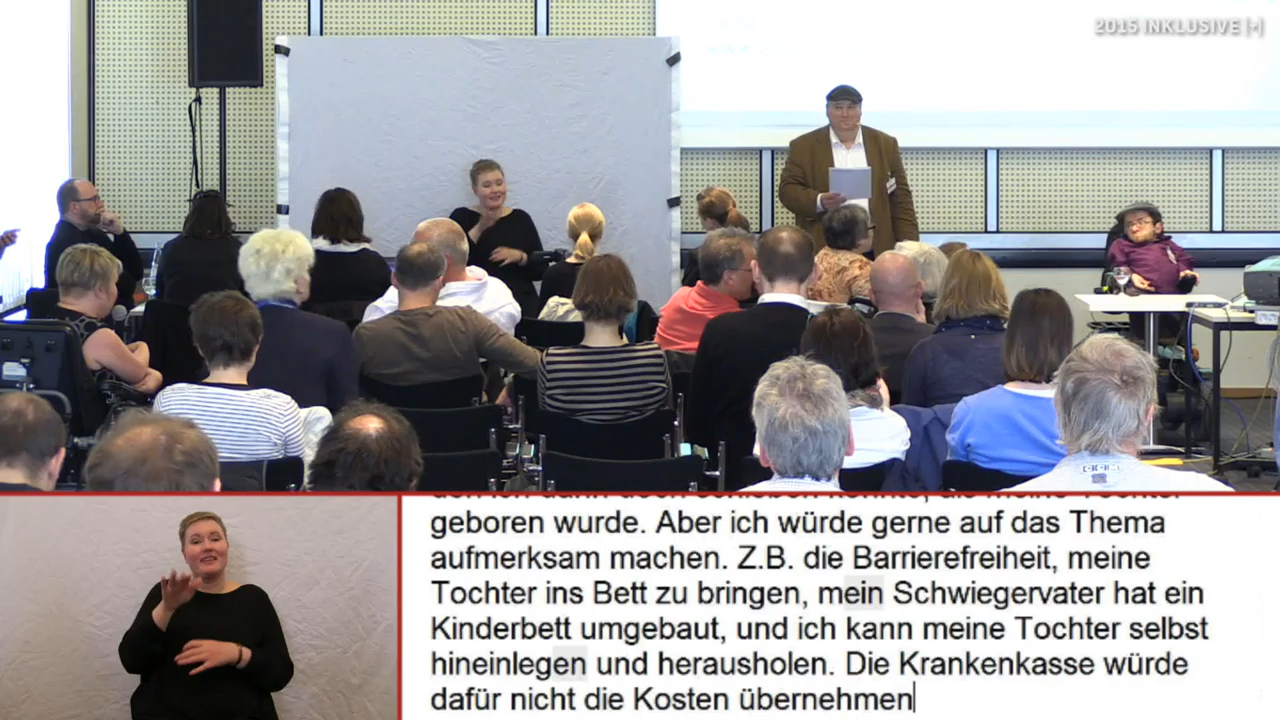 2015 INKLUSIVE [•]
geboren wurde. Aber ich würde gerne auf das Thema
aufmerksam machen. Z.B. die Barrierefreiheit, meine
Tochter ins Bett zu bringen, mein Schwiegervater hat ein
Kinderbett umgebaut, und ich kann meine Tochter selbst
hineinlegen und herausholen. Die Krankenkasse würde
dafür nicht die Kosten übernehmen